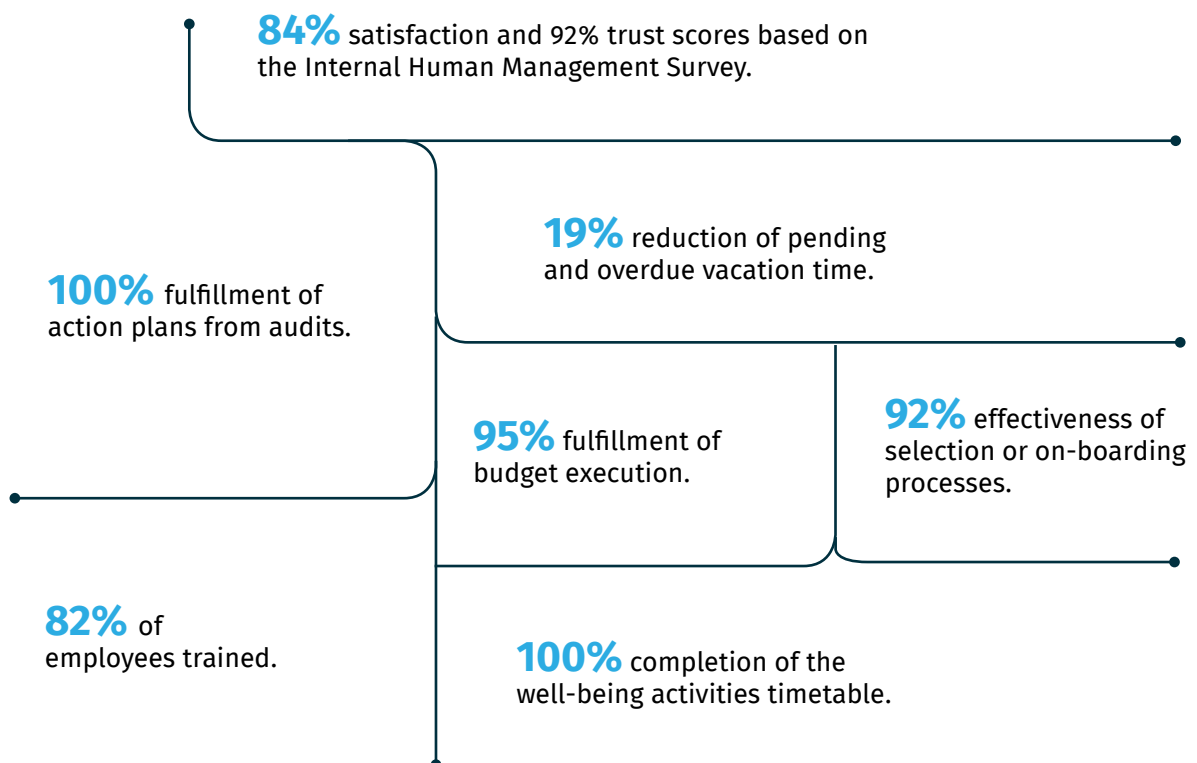 84% satisfaction and 92% trust scores based on
the Internal Human Management Survey.
19% reduction of pending
and overdue vacation time.
100% fulfillment of
action plans from audits.
95% fulfillment of
budget execution.
92% effectiveness of
selection or on-boarding
processes.
82% of
employees trained.
100% completion of the
well-being activities timetable.